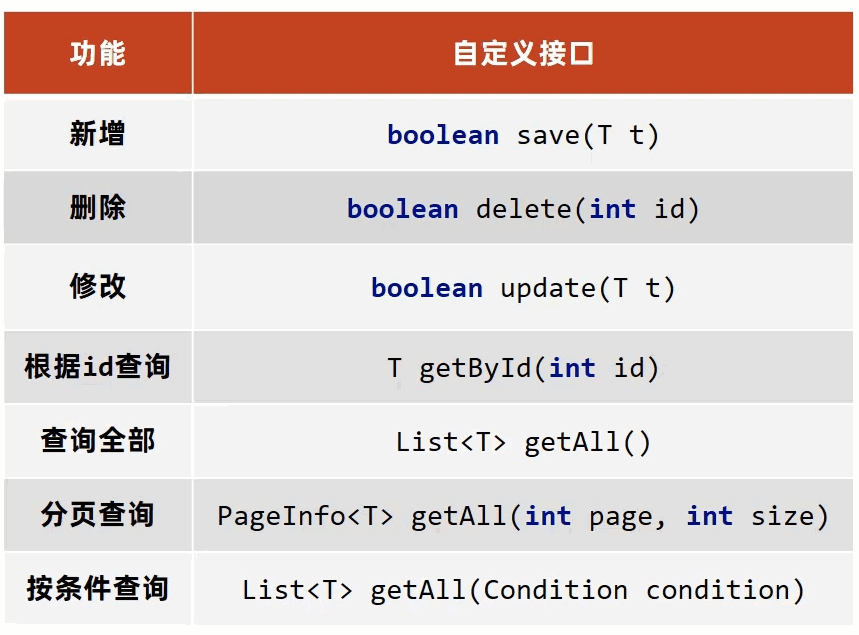 功能 自定义接口
新增 boolean save(T t)
删除 boolean delete(int id)
修改 boolean update(T t)
根据id查询 T getById(int id)
查询全部 List<T> getAll()
分页查询 PageInfo<T> getAll(int page, int size)
按条件查询 List<T> getAll(Condition condition)